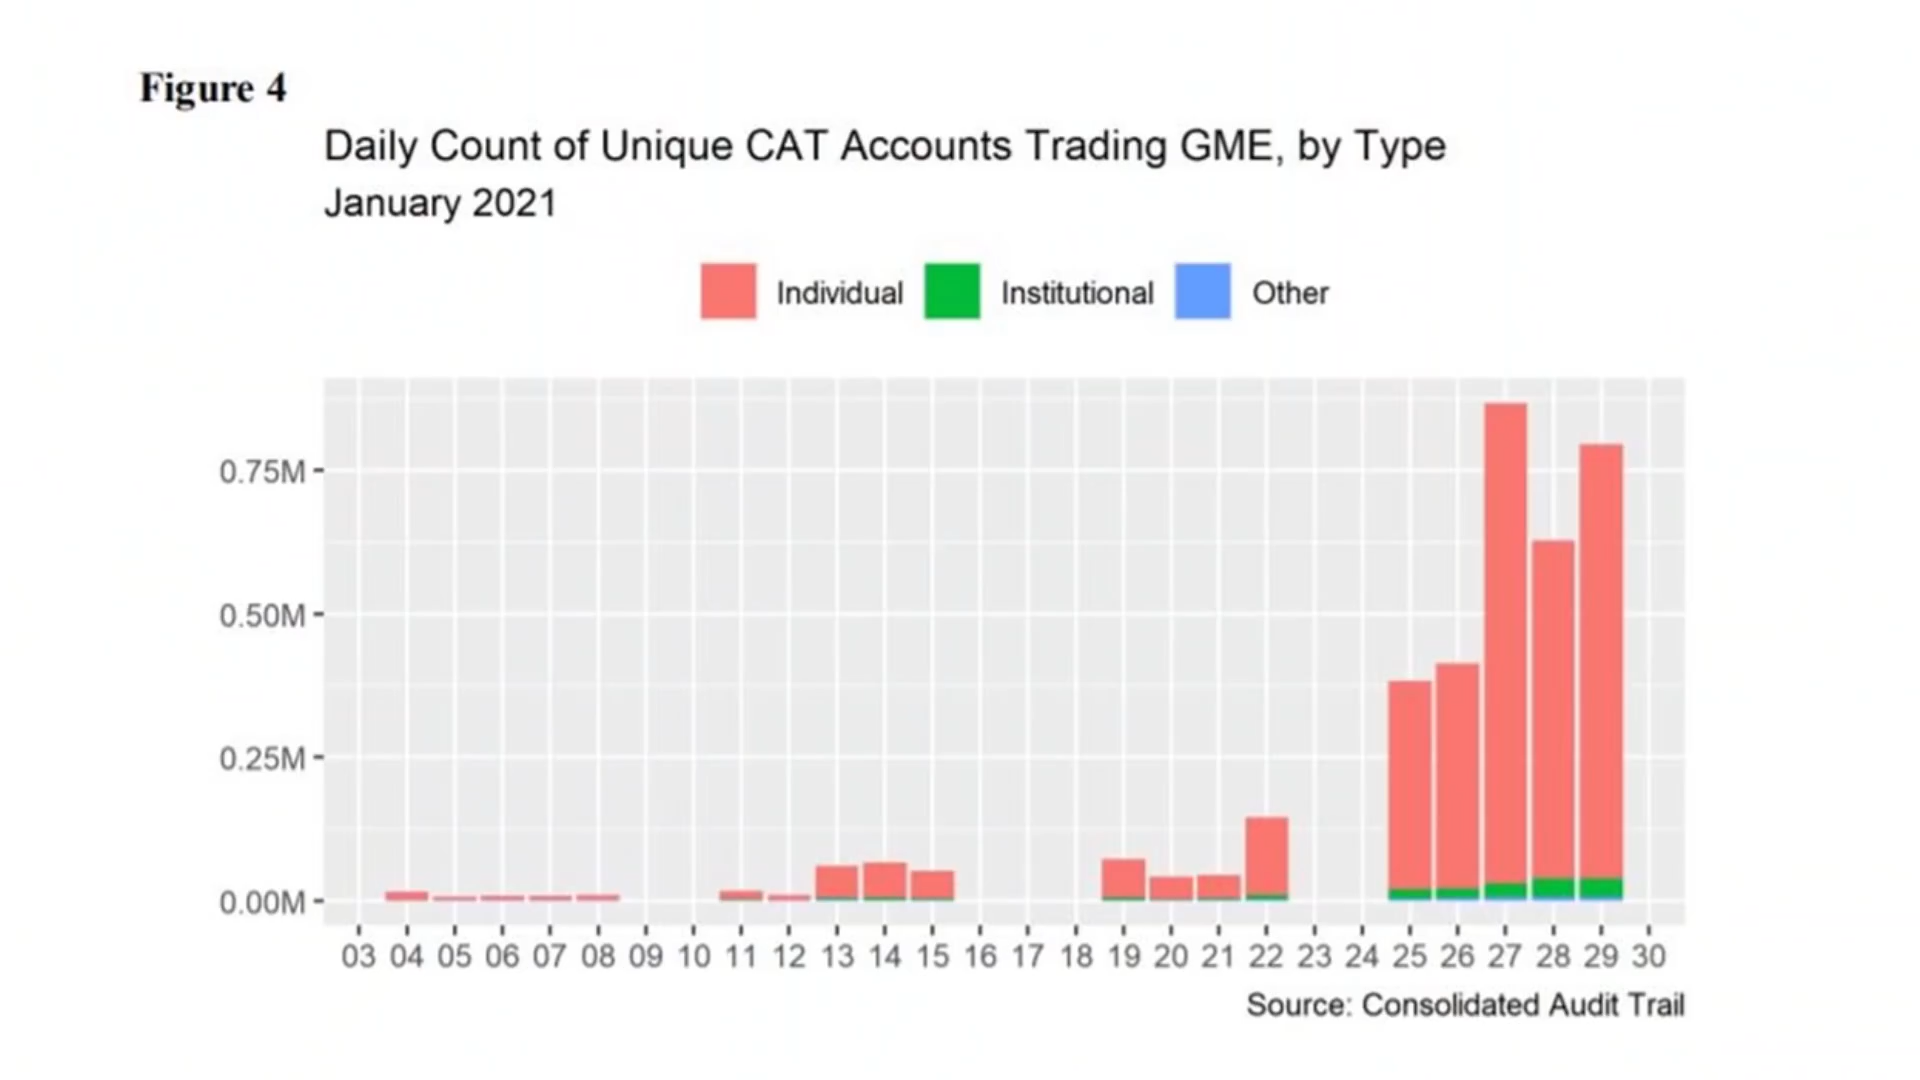 Figure 4
Daily Count of Unique CAT Accounts Trading GME, by Type
January 2021
Individual Institutional Other
0.75M
0.50M
0.25M
0.00M
03 04 05 06 07 08 09 10 11 12 13 14 15 16 17 18 19 20 21 22 23 24 25 26 27 28 29 30
Source: Consolidated Audit Trail